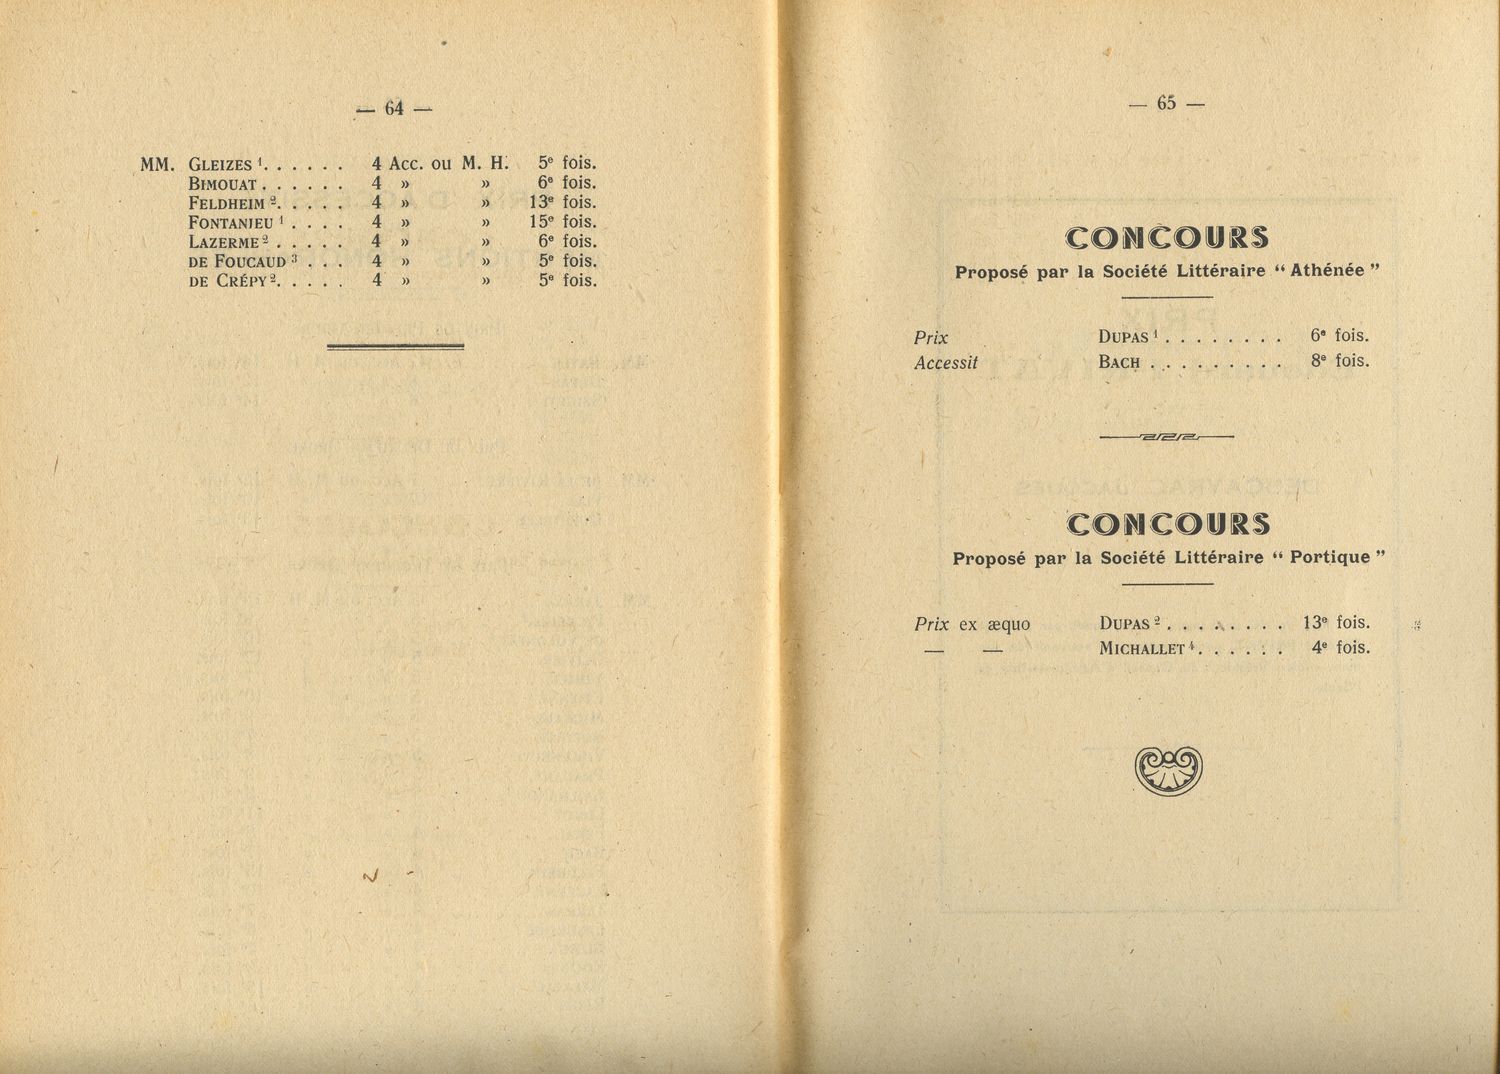 — 64 —
MM. GLEIZES ¹. . . . . . 4 Acc. ou M. H. 5ᵉ fois.
BIMOUAT . . . . . . 4 » » 6ᵉ fois.
FELDHEIM ². . . . . 4 » » 13ᵉ fois.
FONTANIEU ¹ . . . . 4 » » 15ᵉ fois.
LAZERME ² . . . . . 4 » » 6ᵉ fois.
DE FOUCAUD ³ . . . 4 » » 5ᵉ fois.
DE CRÉPY ². . . . . 4 » » 5ᵉ fois.
— 65 —
CONCOURS
Proposé par la Société Littéraire “ Athénée ”
Prix DUPAS ¹ . . . . . . . . 6ᵉ fois.
Accessit BACH . . . . . . . . . 8ᵉ fois.
CONCOURS
Proposé par la Société Littéraire “ Portique ”
Prix ex æquo DUPAS ² . . . . . . . . 13ᵉ fois.
— — MICHALLET ⁴. . . . . . 4ᵉ fois.